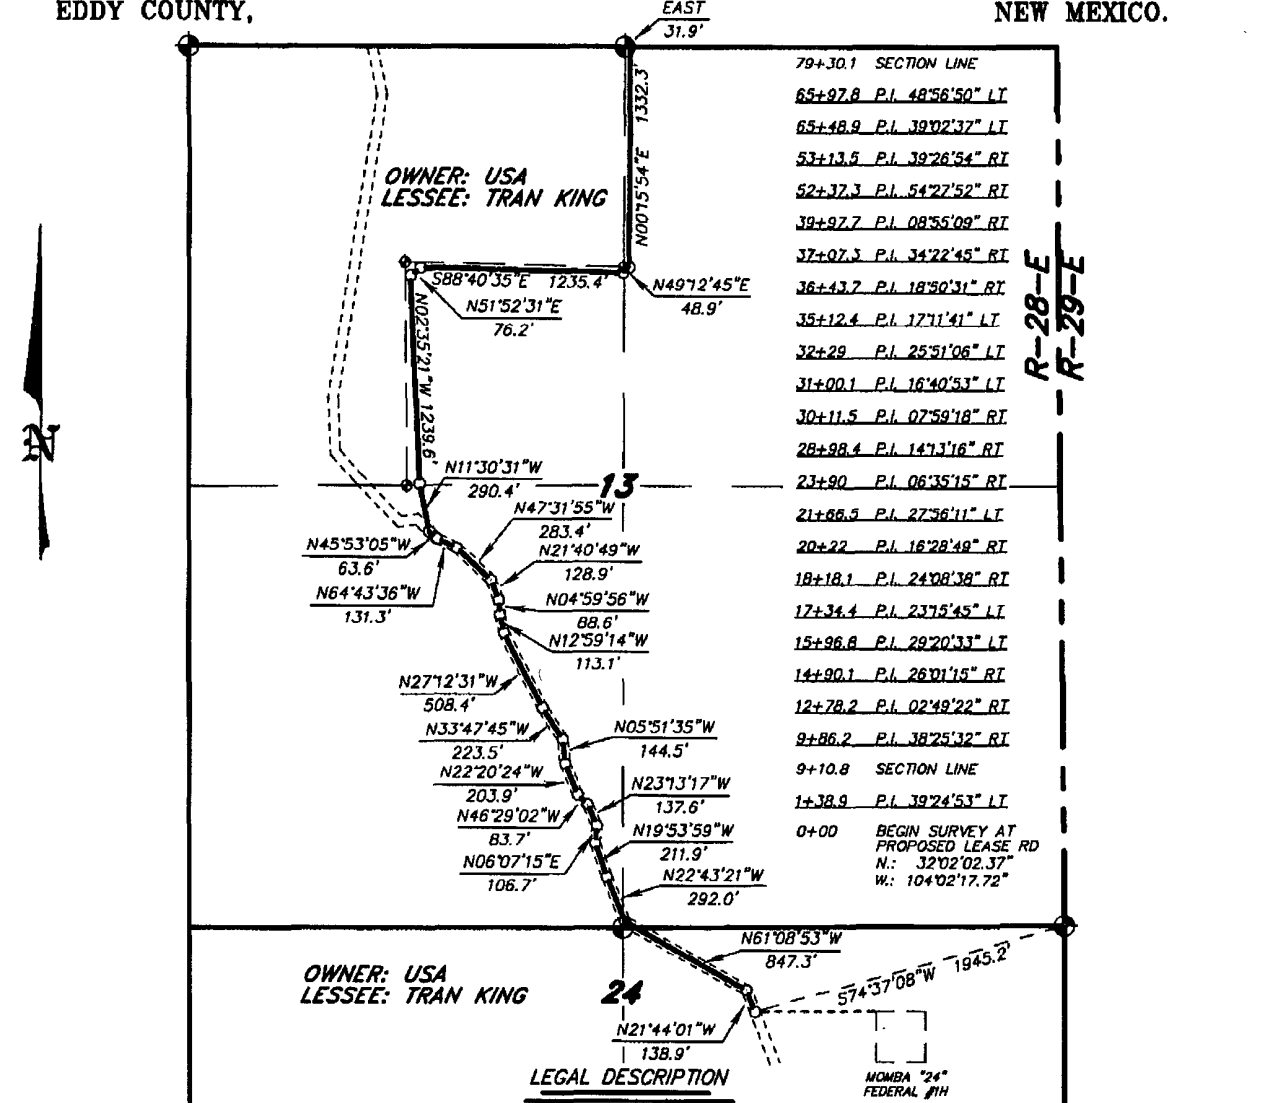 EDDY COUNTY,
NEW MEXICO.
EAST
31.9'
N00°15'54"E 1332.3'
OWNER: USA
LESSEE: TRAN KING
S88°40'35"E 1235.4'
N49°12'45"E
48.9'
N51°52'31"E
76.2'
N02°35'21"W 1239.6'
N11°30'31"W
290.4'
13
N47°31'55"W
283.4'
N45°53'05"W
63.6'
N21°40'49"W
128.9'
N64°43'36"W
131.3'
N04°59'56"W
88.6'
N12°59'14"W
113.1'
N27°12'31"W
508.4'
N33°47'45"W
223.5'
N05°51'35"W
144.5'
N22°20'24"W
203.9'
N23°13'17"W
137.6'
N46°29'02"W
83.7'
N19°53'59"W
211.9'
N06°07'15"E
106.7'
N22°43'21"W
292.0'
79+30.1 SECTION LINE
65+97.8 P.I. 48°56'50" LT
65+48.9 P.I. 39°02'37" LT
53+13.5 P.I. 39°26'54" RT
52+37.3 P.I. 54°27'52" RT
39+97.7 P.I. 08°55'09" RT
37+07.3 P.I. 34°22'45" RT
36+43.7 P.I. 18°50'31" RT
35+12.4 P.I. 17°11'41" LT
32+29 P.I. 25°51'06" LT
31+00.1 P.I. 16°40'53" LT
30+11.5 P.I. 07°59'18" RT
28+98.4 P.I. 14°13'16" RT
23+90 P.I. 06°35'15" RT
21+66.5 P.I. 27°56'11" LT
20+22 P.I. 16°28'49" RT
18+18.1 P.I. 24°08'38" RT
17+34.4 P.I. 23°15'45" LT
15+96.8 P.I. 29°20'33" LT
14+90.1 P.I. 26°01'15" RT
12+78.2 P.I. 02°49'22" RT
9+86.2 P.I. 38°25'32" RT
9+10.8 SECTION LINE
1+38.9 P.I. 39°24'53" LT
0+00 BEGIN SURVEY AT
PROPOSED LEASE RD
N.: 32°02'02.37"
W.: 104°02'17.72"
R-28-E
R-29-E
N
OWNER: USA
LESSEE: TRAN KING
24
N61°08'53"W
847.3'
S74°37'08"W 1945.2'
N21°44'01"W
138.9'
MOMBA "24"
FEDERAL #1H
LEGAL DESCRIPTION